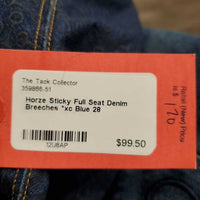 The Tack Collector
359866-51
Horze Sticky Full Seat Denim
Breeches *xc Blue 28
12U8AP
$99.50
Retail (New) Price
is $
170